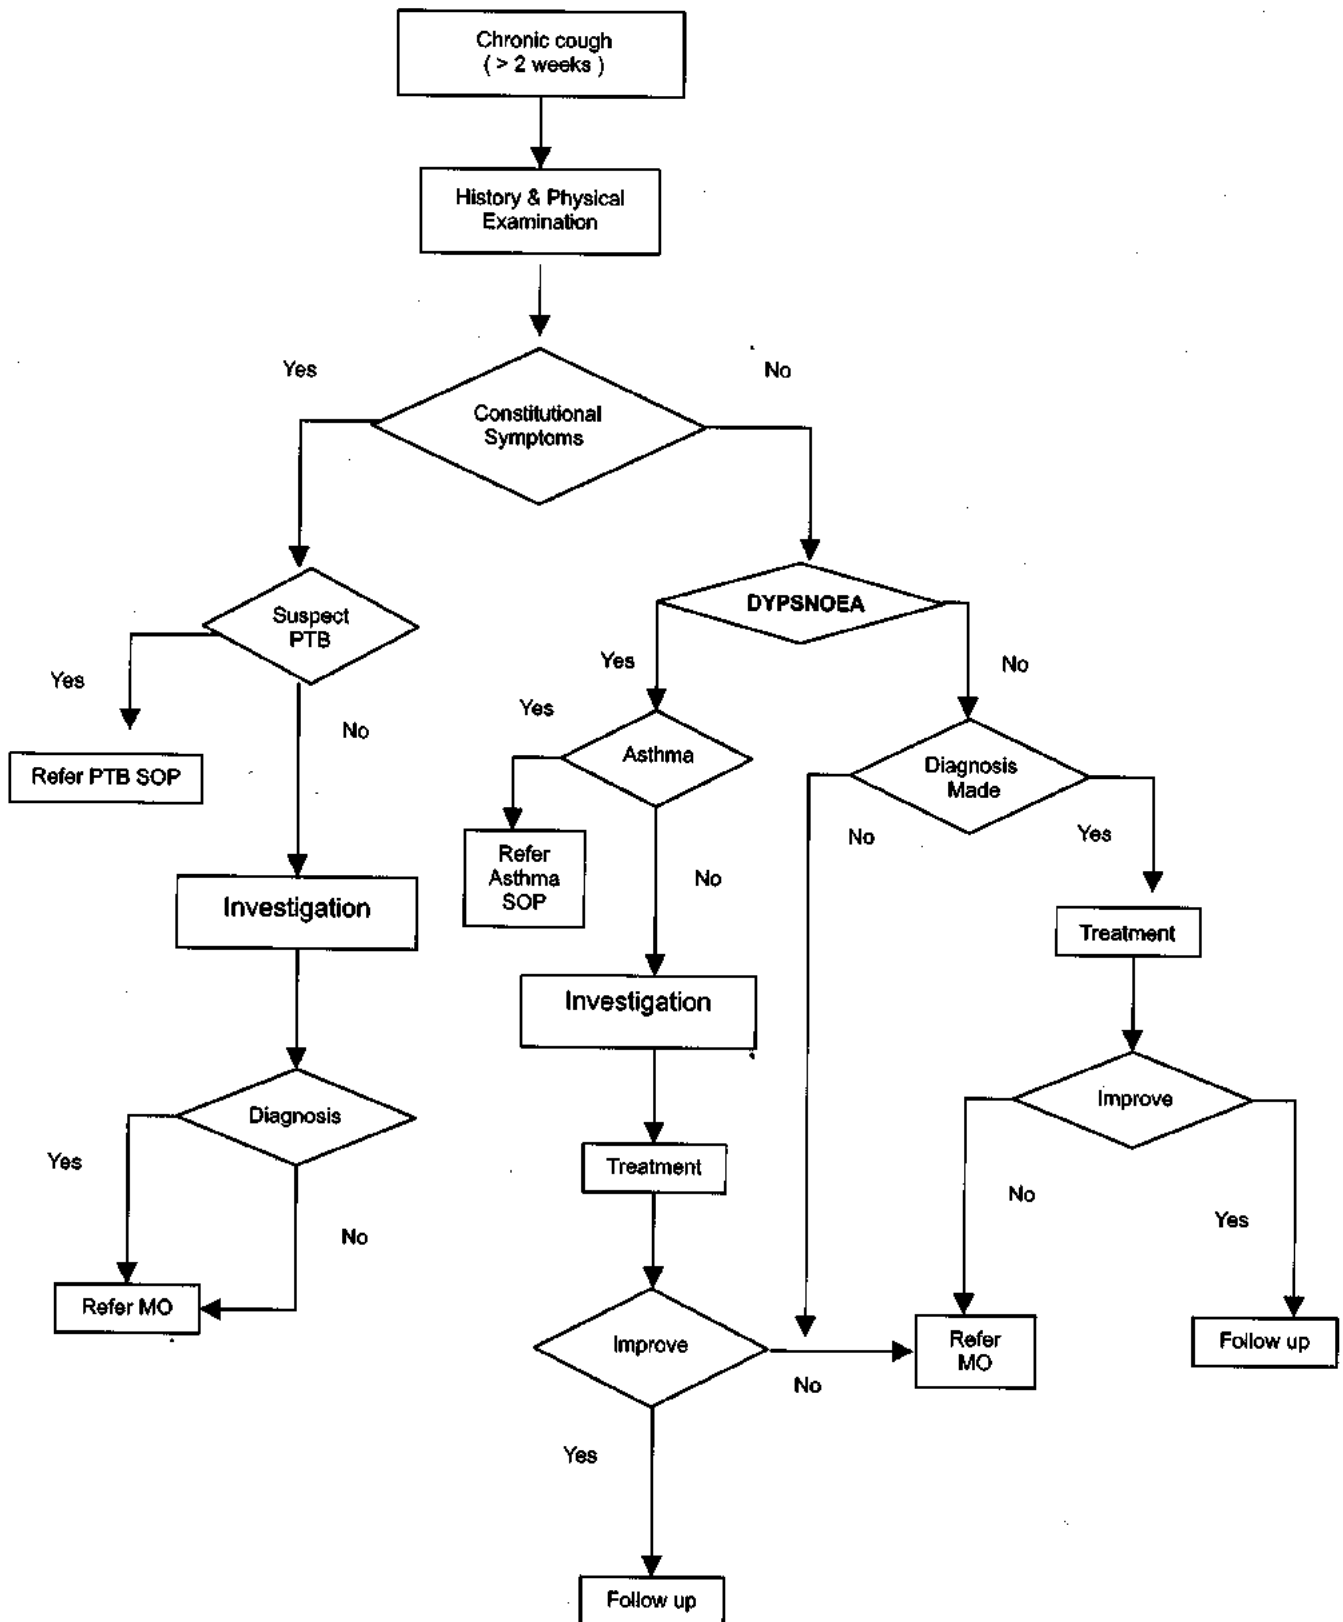 Chronic cough
( > 2 weeks )
History & Physical
Examination
Yes
No
Constitutional
Symptoms
Suspect
PTB
DYPSNOEA
Yes
No
Yes
No
Refer PTB SOP
Yes
Asthma
Diagnosis
Made
No
Yes
Refer
Asthma
SOP
No
Investigation
Treatment
Investigation
Diagnosis
Improve
Yes
No
Treatment
No
Yes
Refer MO
Improve
No
Refer
MO
Follow up
Yes
Follow up